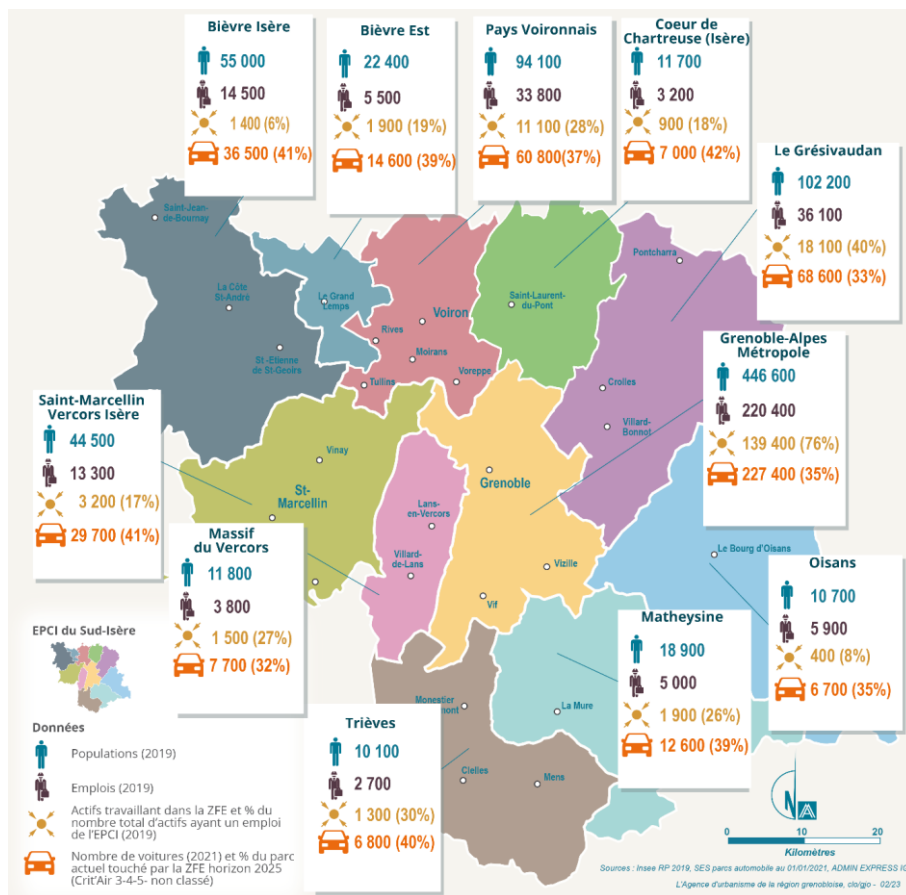 Bièvre Isère
55 000
14 500
1 400 (6%)
36 500 (41%)
Bièvre Est
22 400
5 500
1 900 (19%)
14 600 (39%)
Pays Voironnais
94 100
33 800
11 100 (28%)
60 800(37%)
Coeur de
Chartreuse (Isère)
11 700
3 200
900 (18%)
7 000 (42%)
Le Grésivaudan
102 200
36 100
18 100 (40%)
68 600 (33%)
Saint-Jean-
de-Bournay
La Côte
St-André
St -Etienne
de St-Geoirs
Le Grand
Lemps
Rives
Voiron
Moirans
Tullins
Voreppe
Saint-Laurent-
du-Pont
Pontcharra
Crolles
Villard-
Bonnot
Grenoble-Alpes
Métropole
446 600
220 400
139 400 (76%)
227 400 (35%)
Saint-Marcellin
Vercors Isère
44 500
13 300
3 200 (17%)
29 700 (41%)
Vinay
St-
Marcellin
Lans-
en-Vercors
Villard-
de-Lans
Grenoble
Vizille
Vif
Le Bourg d'Oisans
Massif
du Vercors
11 800
3 800
1 500 (27%)
7 700 (32%)
Oisans
10 700
5 900
400 (8%)
6 700 (35%)
Matheysine
18 900
5 000
1 900 (26%)
12 600 (39%)
La Mure
Monestier
mont
Clelles
Mens
Trièves
10 100
2 700
1 300 (30%)
6 800 (40%)
EPCI du Sud-Isère
Données
Populations (2019)
Emplois (2019)
Actifs travaillant dans la ZFE et % du
nombre total d'actifs ayant un emploi
de l'EPCI (2019)
Nombre de voitures (2021) et % du parc
actuel touché par la ZFE horizon 2025
(Crit'Air 3-4-5- non classé)
N
0 10 20
Kilomètres
Sources : Insee RP 2019, SES parcs automobile au 01/01/2021, ADMIN EXPRESS IG
L'Agence d'urbanisme de la région grenobloise, clo/gjo - 02/23